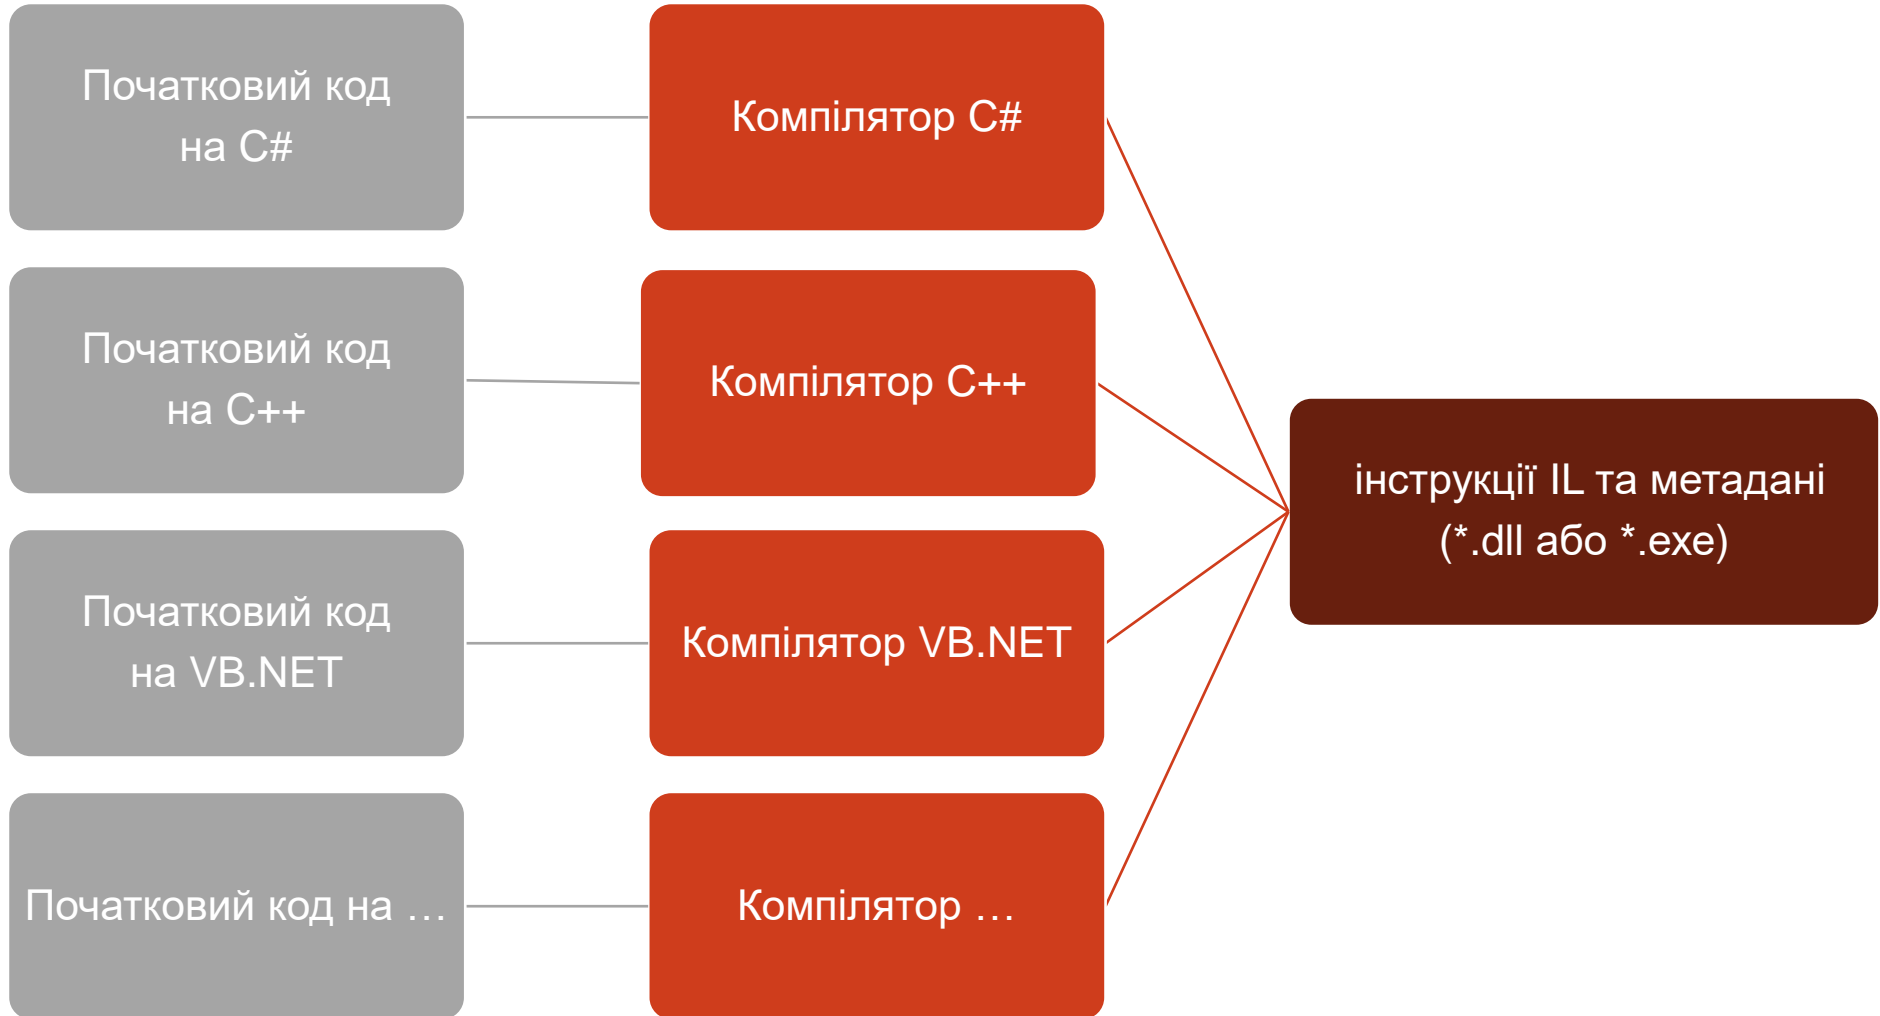 Початковий код
на C#
Компілятор C#
Початковий код
на C++
Компілятор C++
Початковий код
на VB.NET
Компілятор VB.NET
Початковий код на …
Компілятор …
інструкції IL та метадані
(*.dll або *.exe)